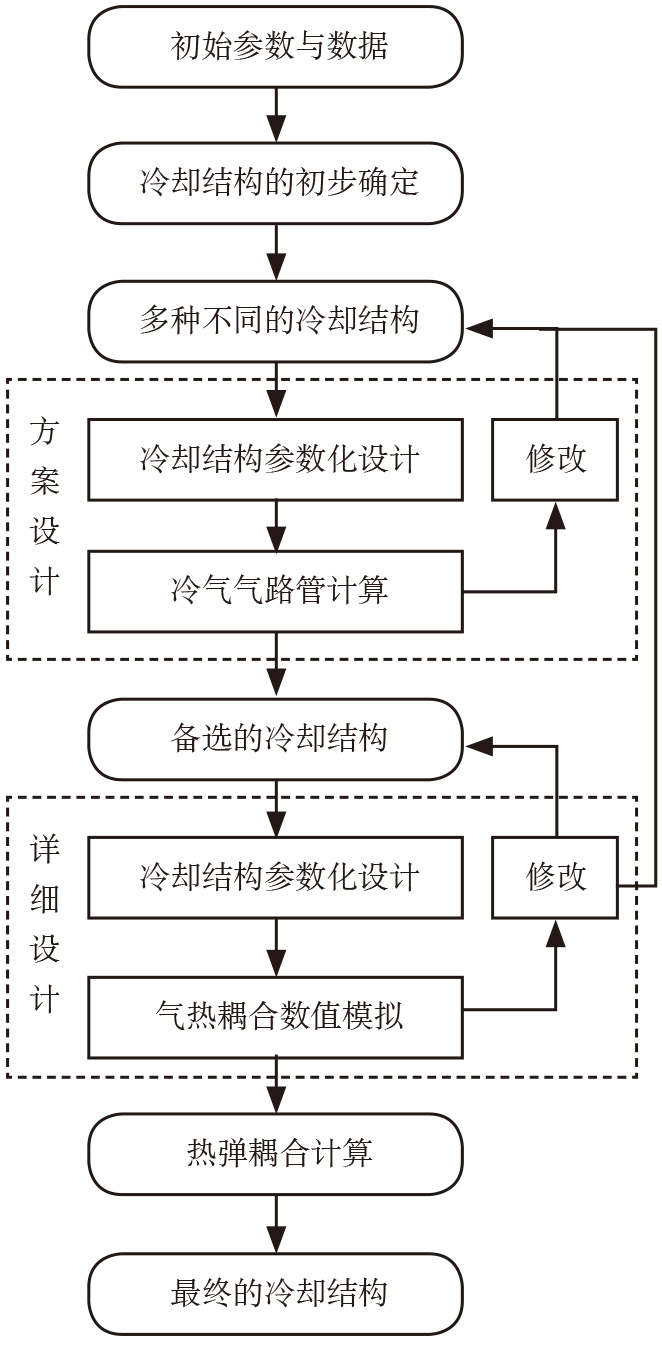 初始参数与数据
冷却结构的初步确定
多种不同的冷却结构
方案设计
冷却结构参数化设计
修改
冷气气路管计算
备选的冷却结构
详细设计
冷却结构参数化设计
修改
气热耦合数值模拟
热弹耦合计算
最终的冷却结构